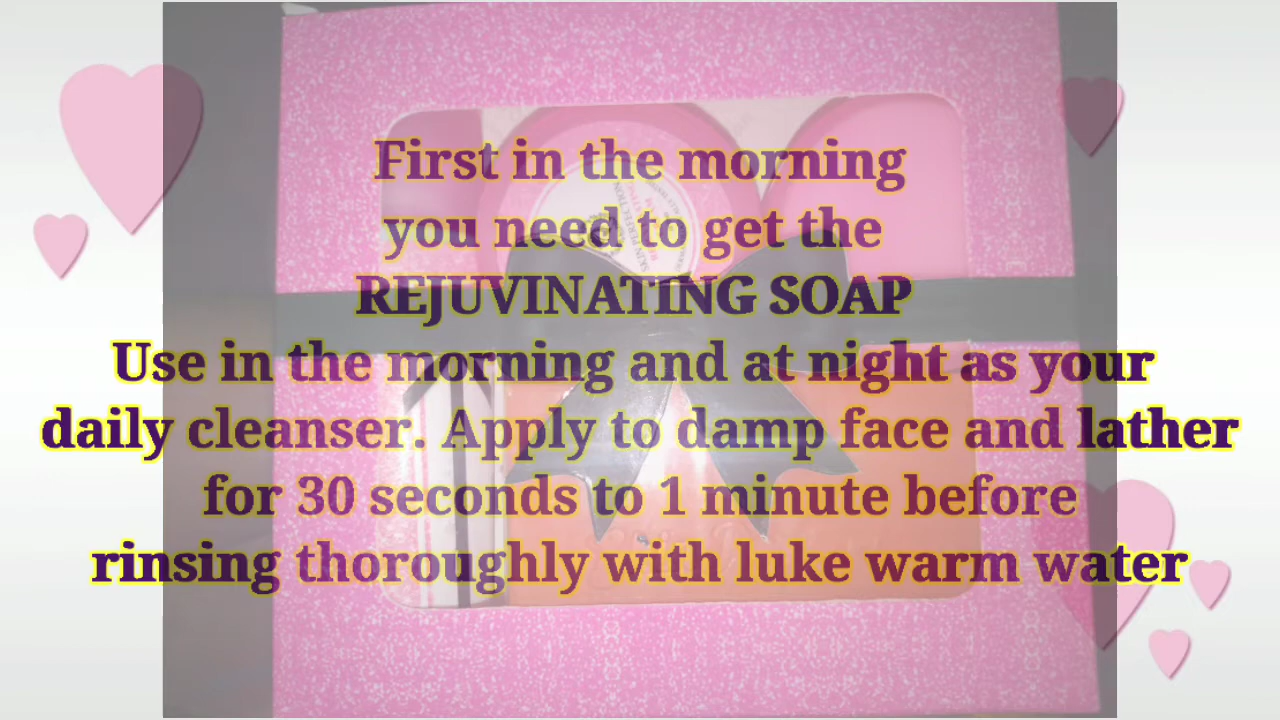 First in the morning
you need to get the
REJUVINATING SOAP
Use in the morning and at night as your
daily cleanser. Apply to damp face and lather
for 30 seconds to 1 minute before
rinsing thoroughly with luke warm water
SKIN PERFECTION